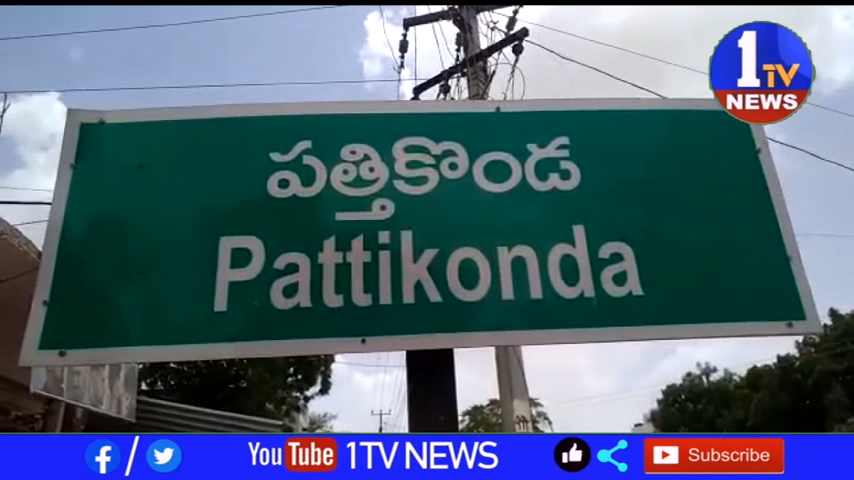 1TV
NEWS
పత్తికొండ
Pattikonda
f / YouTube 1TV NEWS Subscribe